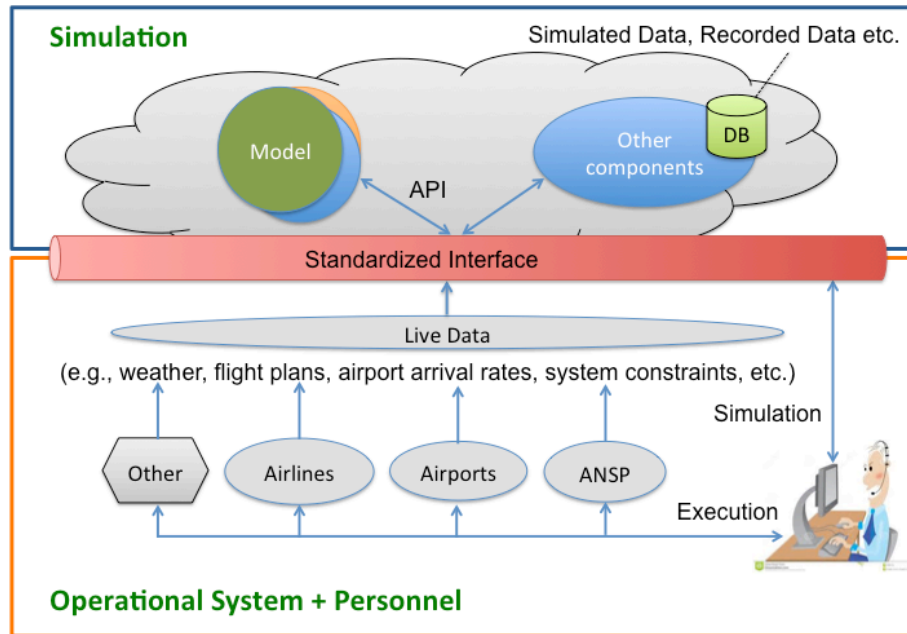 Simulation
Simulated Data, Recorded Data etc.
Model
Other
components
DB
API
Standardized Interface
Live Data
(e.g., weather, flight plans, airport arrival rates, system constraints, etc.)
Simulation
Other
Airlines
Airports
ANSP
Execution
Operational System + Personnel